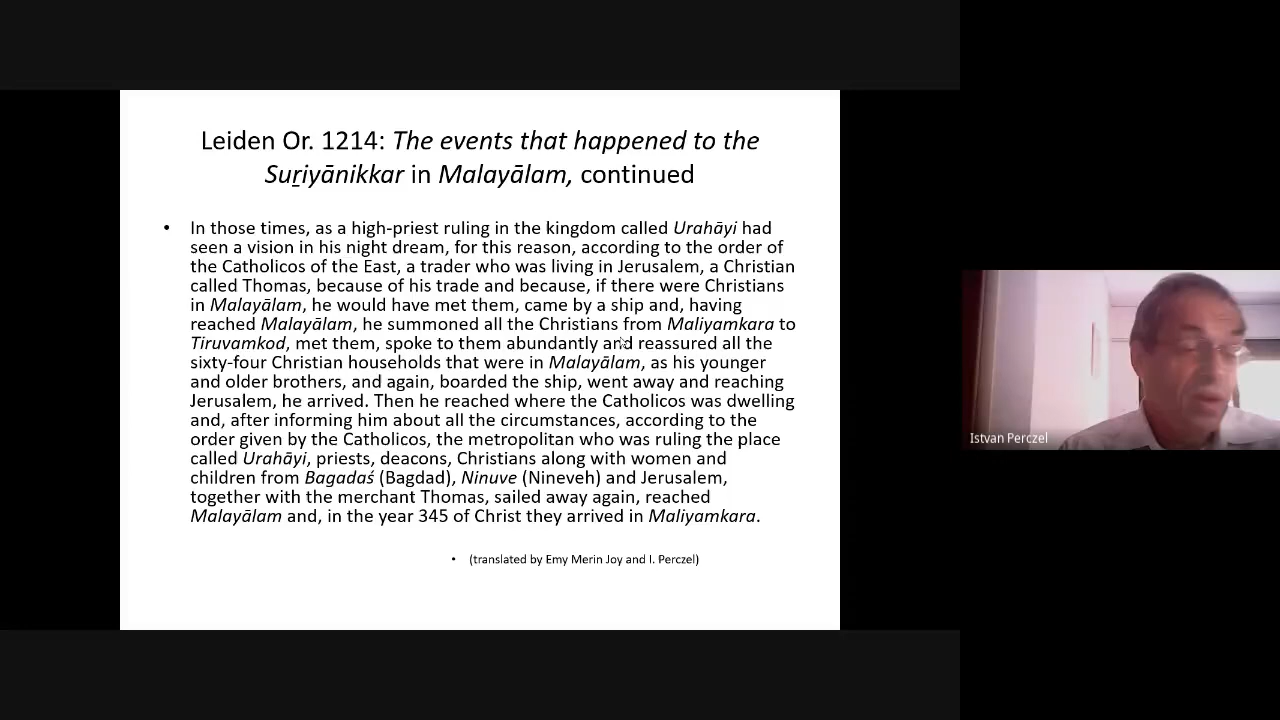 Leiden Or. 1214: The events that happened to the
Suṟiyānikkar in Malayālam, continued
• In those times, as a high-priest ruling in the kingdom called Urahāyi had
seen a vision in his night dream, for this reason, according to the order of
the Catholicos of the East, a trader who was living in Jerusalem, a Christian
called Thomas, because of his trade and because, if there were Christians
in Malayālam, he would have met them, came by a ship and, having
reached Malayālam, he summoned all the Christians from Maliyamkara to
Tiruvamkod, met them, spoke to them abundantly and reassured all the
sixty-four Christian households that were in Malayālam, as his younger
and older brothers, and again, boarded the ship, went away and reaching
Jerusalem, he arrived. Then he reached where the Catholicos was dwelling
and, after informing him about all the circumstances, according to the
order given by the Catholicos, the metropolitan who was ruling the place
called Urahāyi, priests, deacons, Christians along with women and
children from Bagadaś (Bagdad), Ninuve (Nineveh) and Jerusalem,
together with the merchant Thomas, sailed away again, reached
Malayālam and, in the year 345 of Christ they arrived in Maliyamkara.
• (translated by Emy Merin Joy and I. Perczel)
Istvan Perczel